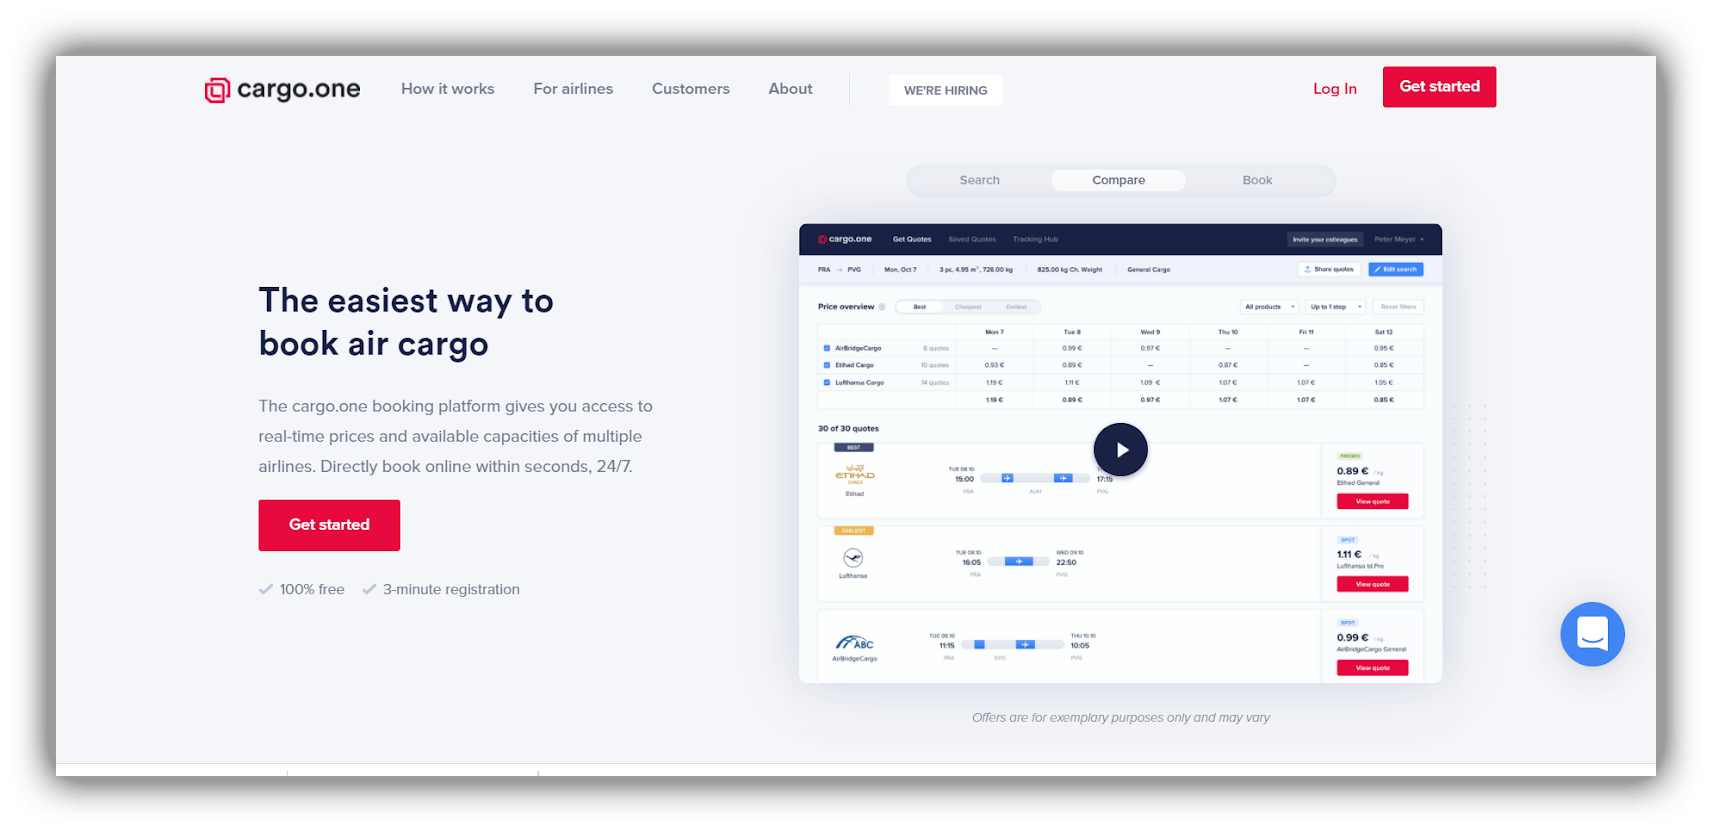 cargo.one How it works For airlines Customers About WE'RE HIRING Log In Get started
Search Compare Book
The easiest way to
book air cargo
The cargo.one booking platform gives you access to
real-time prices and available capacities of multiple
airlines. Directly book online within seconds, 24/7.
Get started
100% free 3-minute registration
cargo.one Get Quotes Saved Quotes Tracking Hub Invite your colleagues Peter Meyer
FRA → PVG Mon, Oct 7 3 pc, 4.95 m³, 726.00 kg 825.00 kg Ch. Weight General Cargo Share quotes Edit search
Price overview Best Cheapest Earliest All products Up to 1 stop Reset filters
Mon 7 Tue 8 Wed 9 Thu 10 Fri 11 Sat 12
AirBridgeCargo 6 quotes — 0.99 € 0.97 € — — 0.95 €
Etihad Cargo 10 quotes 0.93 € 0.89 € — 0.87 € — 0.85 €
Lufthansa Cargo 14 quotes 1.19 € 1.11 € 1.09 € 1.07 € 1.07 € 1.05 €
1.19 € 0.89 € 0.97 € 1.07 € 1.07 € 0.85 €
30 of 30 quotes
BEST
ETIHAD
CARGO
Etihad
TUE 08.10
15:00 17:15
FRA AUH PVG
PROMO
0.89 € / kg
Etihad General
View quote
EARLIEST
Lufthansa
TUE 08.10 WED 09.10
16:05 22:50
FRA PVG
SPOT
1.11 € / kg
Lufthansa td.Pro
View quote
ABC
AirBridgeCargo
TUE 08.10 THU 10.10
11:15 10:05
FRA SVO PVG
SPOT
0.99 € / kg
AirBridgeCargo General
View quote
Offers are for exemplary purposes only and may vary